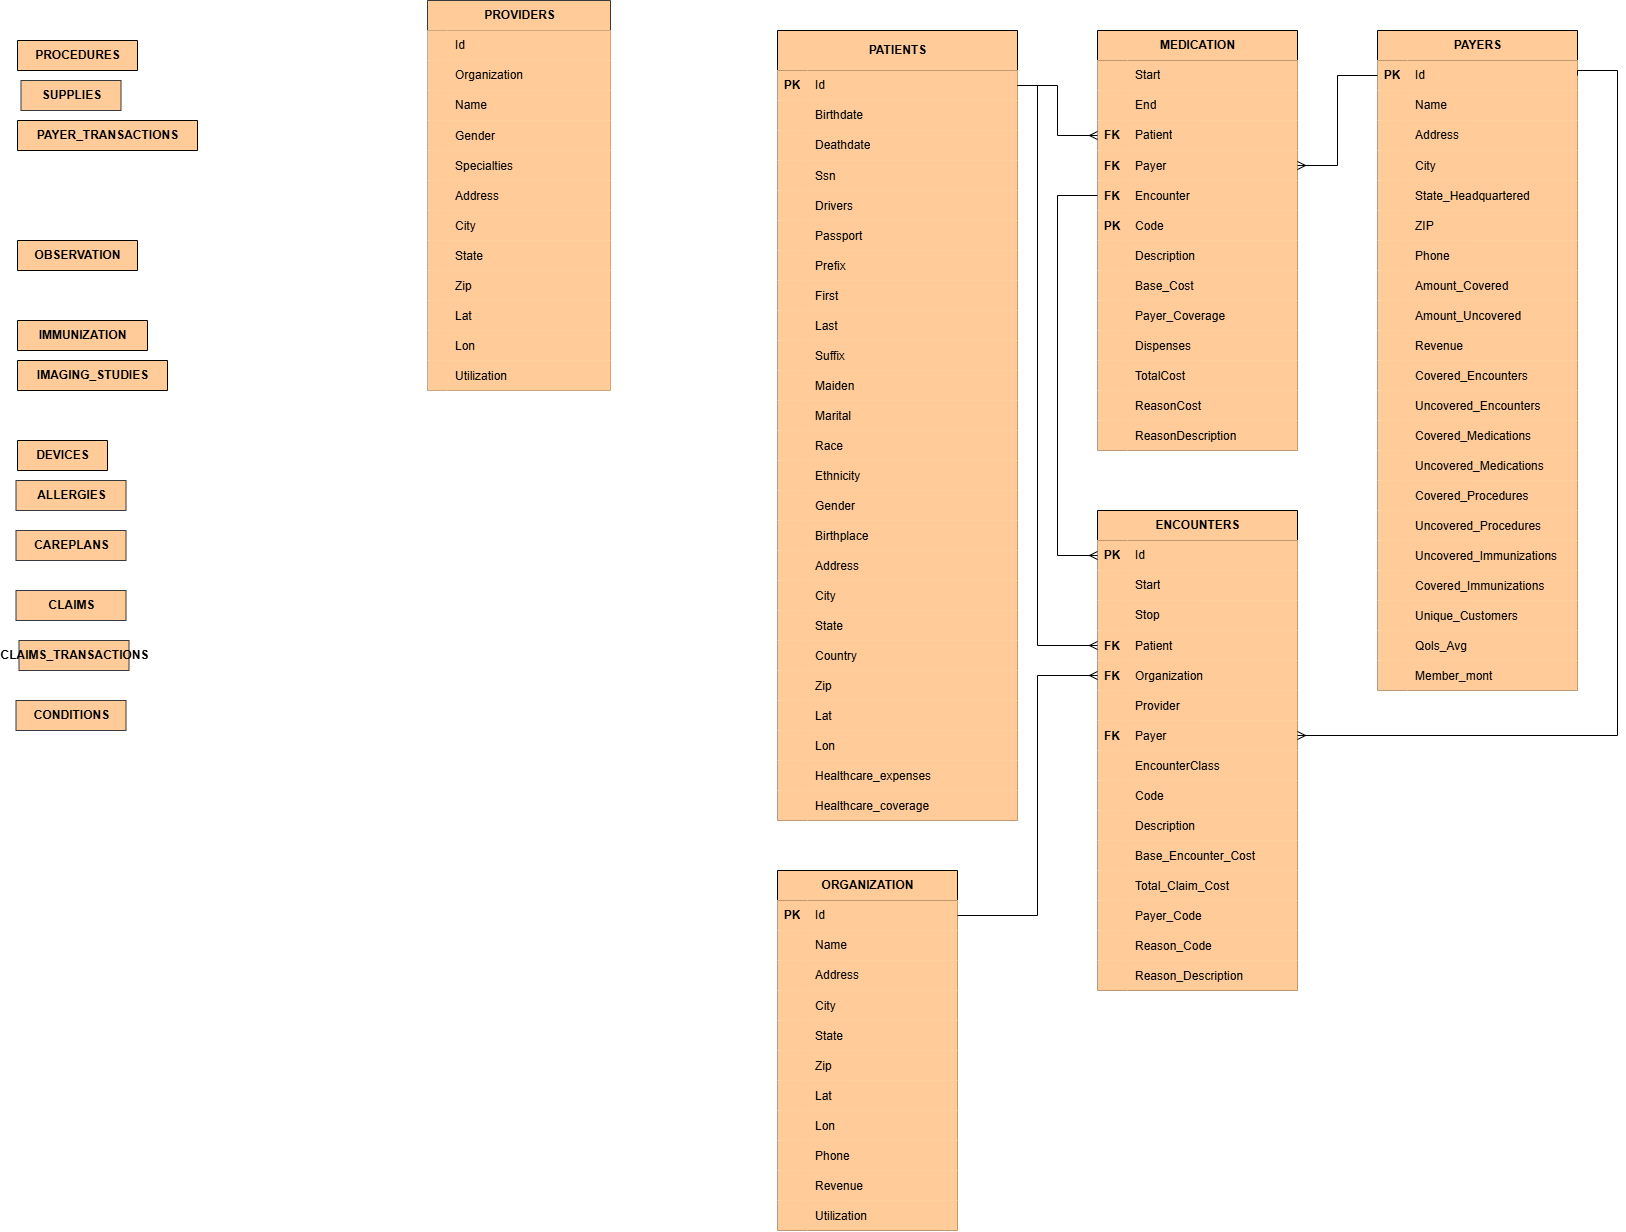 PROCEDURES
SUPPLIES
PAYER_TRANSACTIONS
OBSERVATION
IMMUNIZATION
IMAGING_STUDIES
DEVICES
ALLERGIES
CAREPLANS
CLAIMS
CLAIMS_TRANSACTIONS
CONDITIONS
PROVIDERS
Id
Organization
Name
Gender
Specialties
Address
City
State
Zip
Lat
Lon
Utilization
PATIENTS
PK Id
Birthdate
Deathdate
Ssn
Drivers
Passport
Prefix
First
Last
Suffix
Maiden
Marital
Race
Ethnicity
Gender
Birthplace
Address
City
State
Country
Zip
Lat
Lon
Healthcare_expenses
Healthcare_coverage
ORGANIZATION
PK Id
Name
Address
City
State
Zip
Lat
Lon
Phone
Revenue
Utilization
MEDICATION
Start
End
FK Patient
FK Payer
FK Encounter
PK Code
Description
Base_Cost
Payer_Coverage
Dispenses
TotalCost
ReasonCost
ReasonDescription
ENCOUNTERS
PK Id
Start
Stop
FK Patient
FK Organization
Provider
FK Payer
EncounterClass
Code
Description
Base_Encounter_Cost
Total_Claim_Cost
Payer_Code
Reason_Code
Reason_Description
PAYERS
PK Id
Name
Address
City
State_Headquartered
ZIP
Phone
Amount_Covered
Amount_Uncovered
Revenue
Covered_Encounters
Uncovered_Encounters
Covered_Medications
Uncovered_Medications
Covered_Procedures
Uncovered_Procedures
Uncovered_Immunizations
Covered_Immunizations
Unique_Customers
Qols_Avg
Member_mont